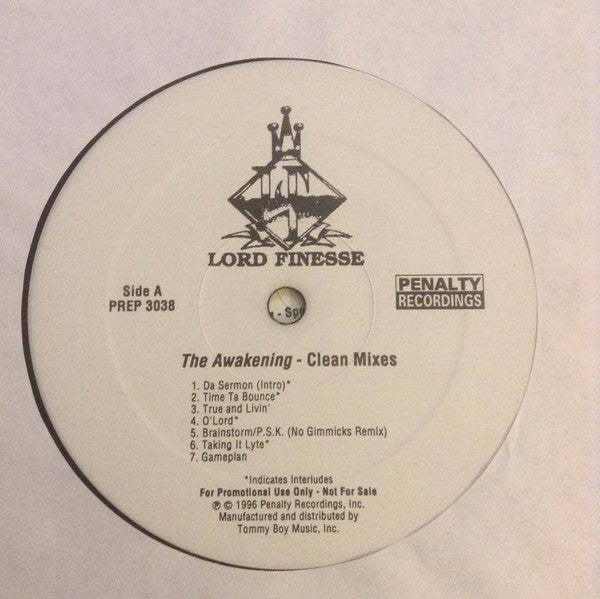 LORD FINESSE
Side A
PREP 3038
PENALTY
RECORDINGS
The Awakening - Clean Mixes
1. Da Sermon (Intro)*
2. Time Ta Bounce*
3. True and Livin'
4. O'Lord*
5. Brainstorm/P.S.K. (No Gimmicks Remix)
6. Taking It Lyte*
7. Gameplan
*Indicates Interludes
For Promotional Use Only - Not For Sale
℗ © 1996 Penalty Recordings, Inc.
Manufactured and distributed by
Tommy Boy Music, Inc.